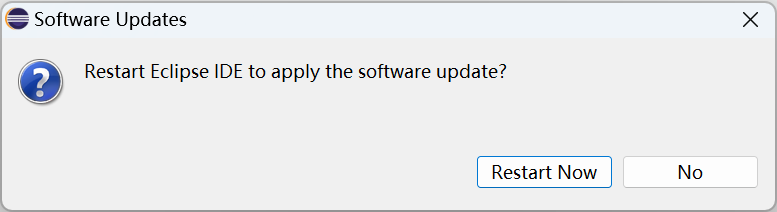 Software Updates
Restart Eclipse IDE to apply the software update?
Restart Now
No